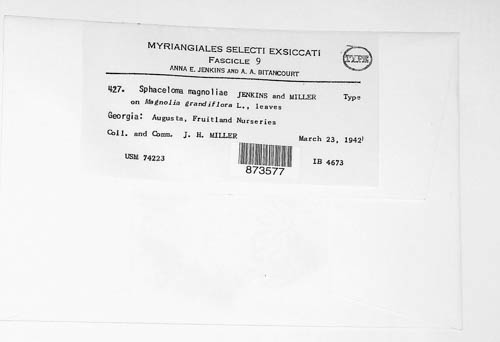 MYRIANGIALES SELECTI EXSICCATI
FASCICLE 9
ANNA E. JENKINS AND A. A. BITANCOURT
TYPE
427. Sphaceloma magnoliae JENKINS and MILLER Type
on Magnolia grandiflora L., leaves
Georgia: Augusta, Fruitland Nurseries
Coll. and Comm. J. H. MILLER March 23, 1942
USM 74223 IB 4673
873577